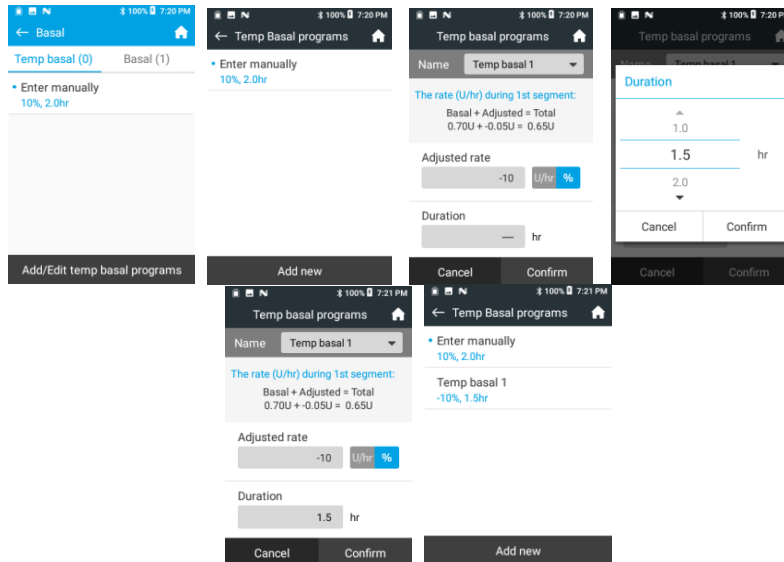 100% 7:20 PM
← Basal
Temp basal (0) Basal (1)
• Enter manually
10%, 2.0hr
Add/Edit temp basal programs
100% 7:20 PM
← Temp Basal programs
• Enter manually
10%, 2.0hr
Add new
100% 7:20 PM
Temp basal programs
Name Temp basal 1
The rate (U/hr) during 1st segment:
Basal + Adjusted = Total
0.70U + -0.05U = 0.65U
Adjusted rate
-10 U/hr %
Duration
— hr
Cancel Confirm
100% 7:20 PM
Temp basal programs
Name Temp basal 1
Duration
1.0
1.5 hr
2.0
Cancel Confirm
Cancel Confirm
100% 7:21 PM
Temp basal programs
Name Temp basal 1
The rate (U/hr) during 1st segment:
Basal + Adjusted = Total
0.70U + -0.05U = 0.65U
Adjusted rate
-10 U/hr %
Duration
1.5 hr
Cancel Confirm
100% 7:21 PM
← Temp Basal programs
• Enter manually
10%, 2.0hr
Temp basal 1
-10%, 1.5hr
Add new